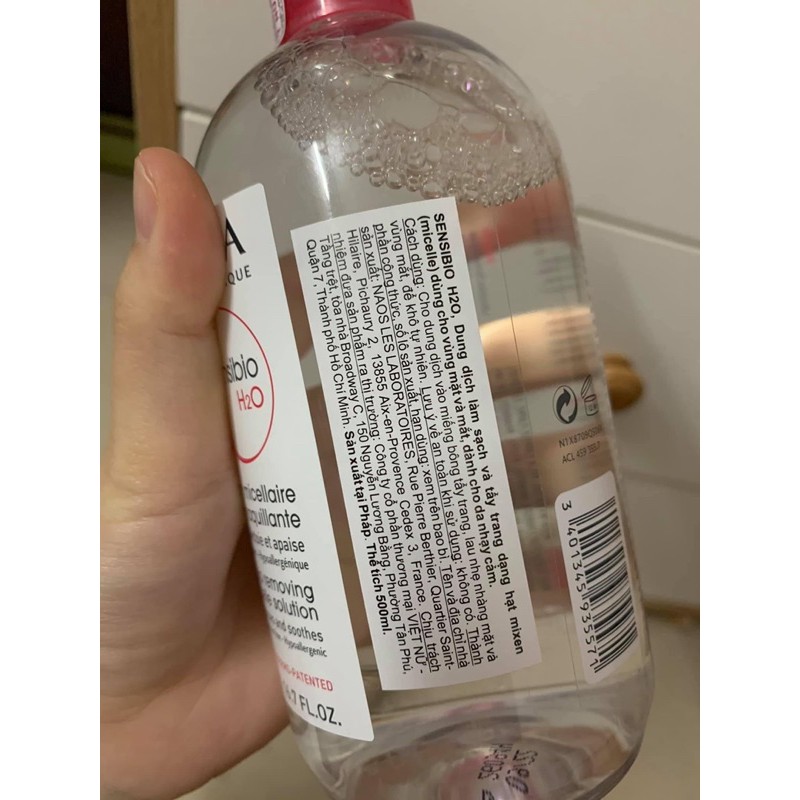 A
QUE
sibio
H2O
micellaire
aquillante
que et apaise
Hypoallergénique
removing
e solution
and soothes
Hypoallergenic
PATENTED
16.7 FL.OZ.
SENSIBIO H2O, Dung dịch làm sạch và tẩy trang dạng hạt mixen
(micelle) dùng cho vùng mặt và mắt, dành cho da nhạy cảm.
Cách dùng: Cho dung dịch vào miếng bông tẩy trang, lau nhẹ nhàng mặt và
vùng mắt, để khô tự nhiên. Lưu ý về an toàn khi sử dụng: không có. Thành
phần công thức, số lô sản xuất, hạn dùng: xem trên bao bì. Tên và địa chỉ nhà
sản xuất: NAOS LES LABORATOIRES, Rue Pierre Berthier, Quartier Saint-
Hilaire, Pichaury 2, 13855 Aix-en-Provence Cedex 3, France. Chịu trách
nhiệm đưa sản phẩm ra thị trường: Công ty cổ phần thương mại VIỆT NỮ -
Tầng trệt, tòa nhà Broadway C, 150 Nguyễn Lương Bằng, Phường Tân Phú,
Quận 7, Thành phố Hồ Chí Minh. Sản xuất tại Pháp. Thể tích 500ml.
ACL 459
3 401345 935571